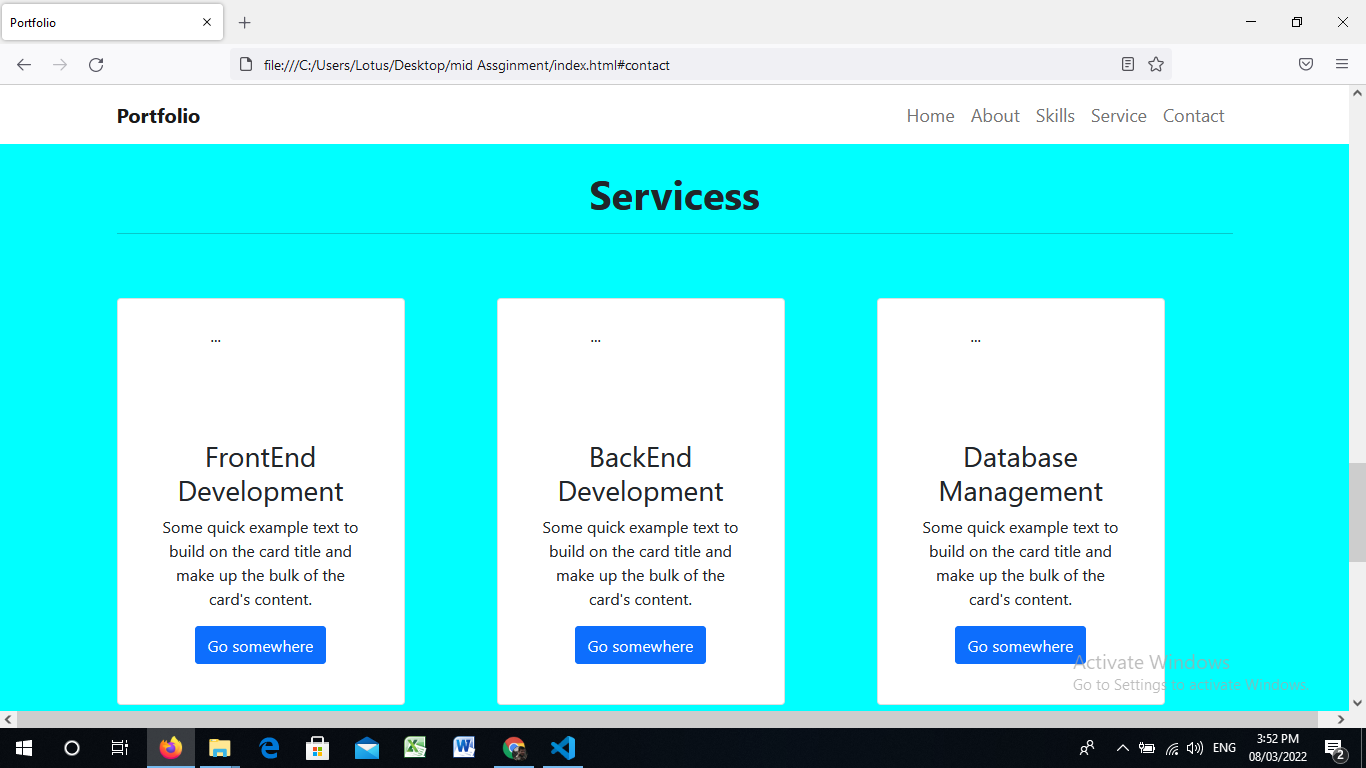 Portfolio
file:///C:/Users/Lotus/Desktop/mid Assginment/index.html#contact
Portfolio Home About Skills Service Contact
Servicess
... ... ...
FrontEnd
Development
Some quick example text to
build on the card title and
make up the bulk of the
card's content.
Go somewhere
BackEnd
Development
Some quick example text to
build on the card title and
make up the bulk of the
card's content.
Go somewhere
Database
Management
Some quick example text to
build on the card title and
make up the bulk of the
card's content.
Go somewhere
Activate Windows
Go to Settings to activate Windows.
ENG
3:52 PM
08/03/2022
2